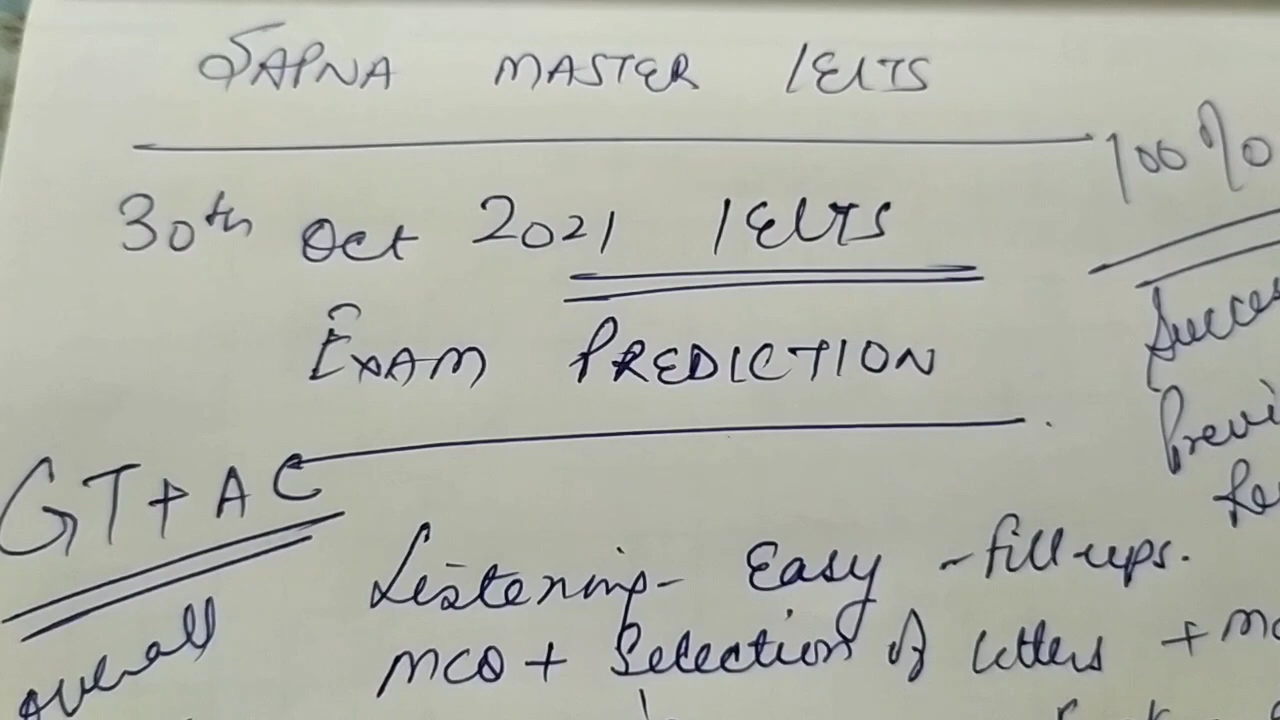 SAPNA MASTER IELTS
100%
30th Oct 2021 IELTS
EXAM PREDICTION
GT+AC
Listening- Easy -fill-ups.
MCQ + Selection of letters +
overall